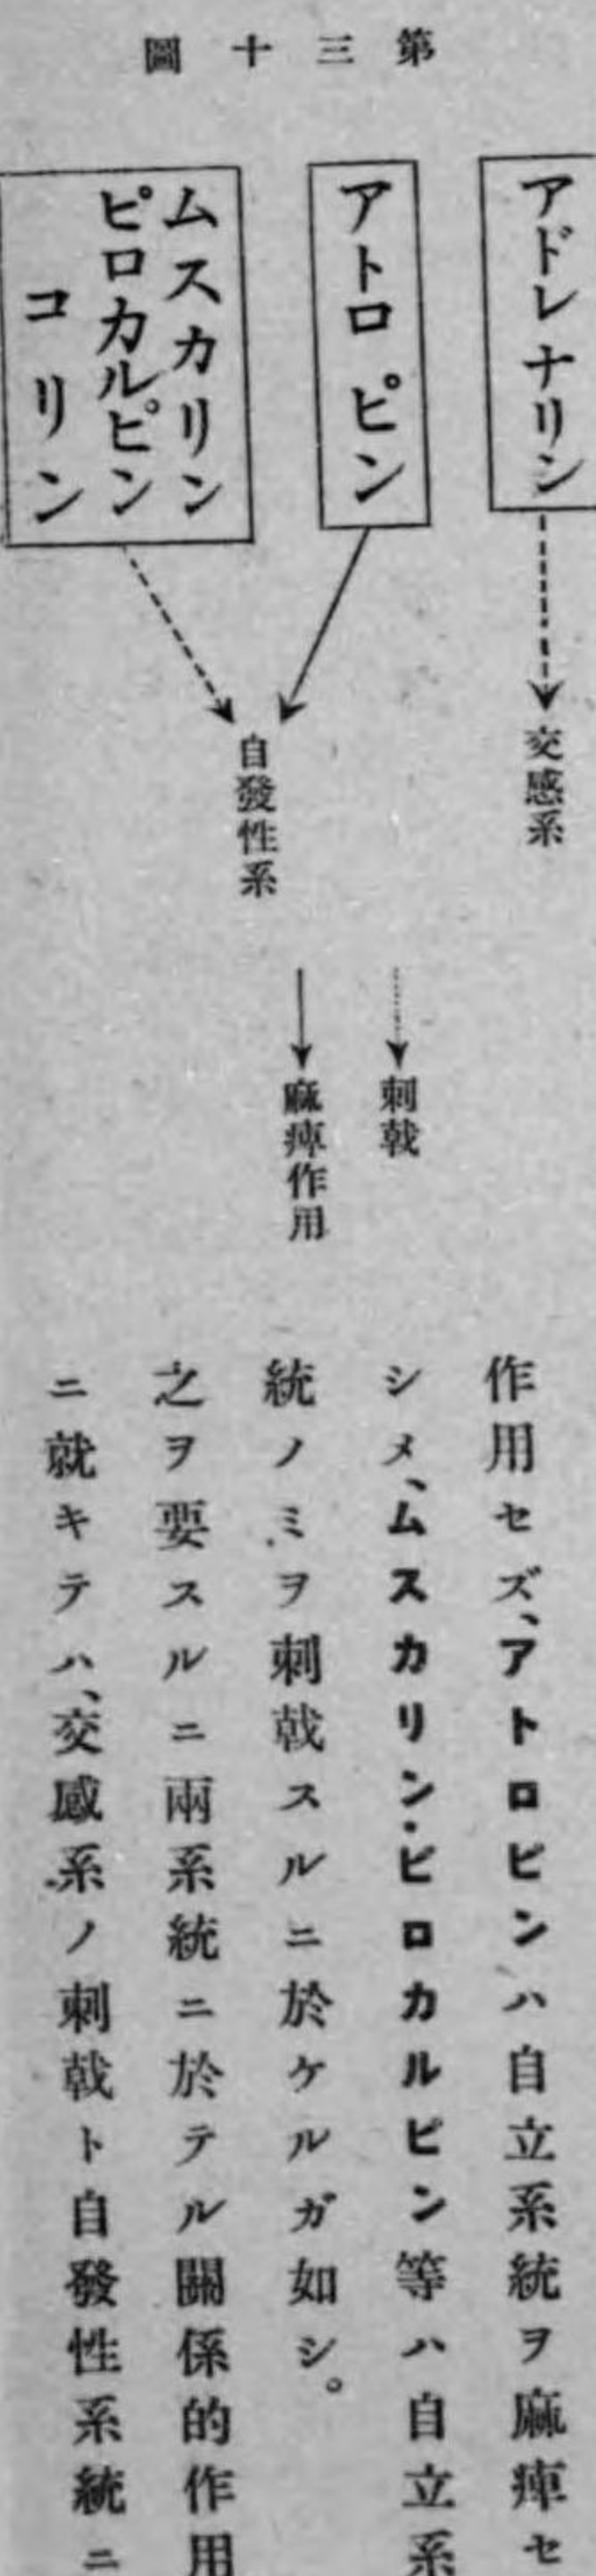 第三十圖
アドレナリン
交感系
アトロピン
ムスカリン
ピロカルピン
コリン
自發性系
刺戟
麻痺作用
作用セズ、アトロピンハ自立系統ヲ麻痺セ
シメ、ムスカリン・ピロカルピン等ハ自立系
統ノミヲ刺戟スルニ於ケルガ如シ。
之ヲ要スルニ兩系統ニ於テル關係的作用
ニ就キテハ、交感系ノ刺戟ト自發性系統ニ